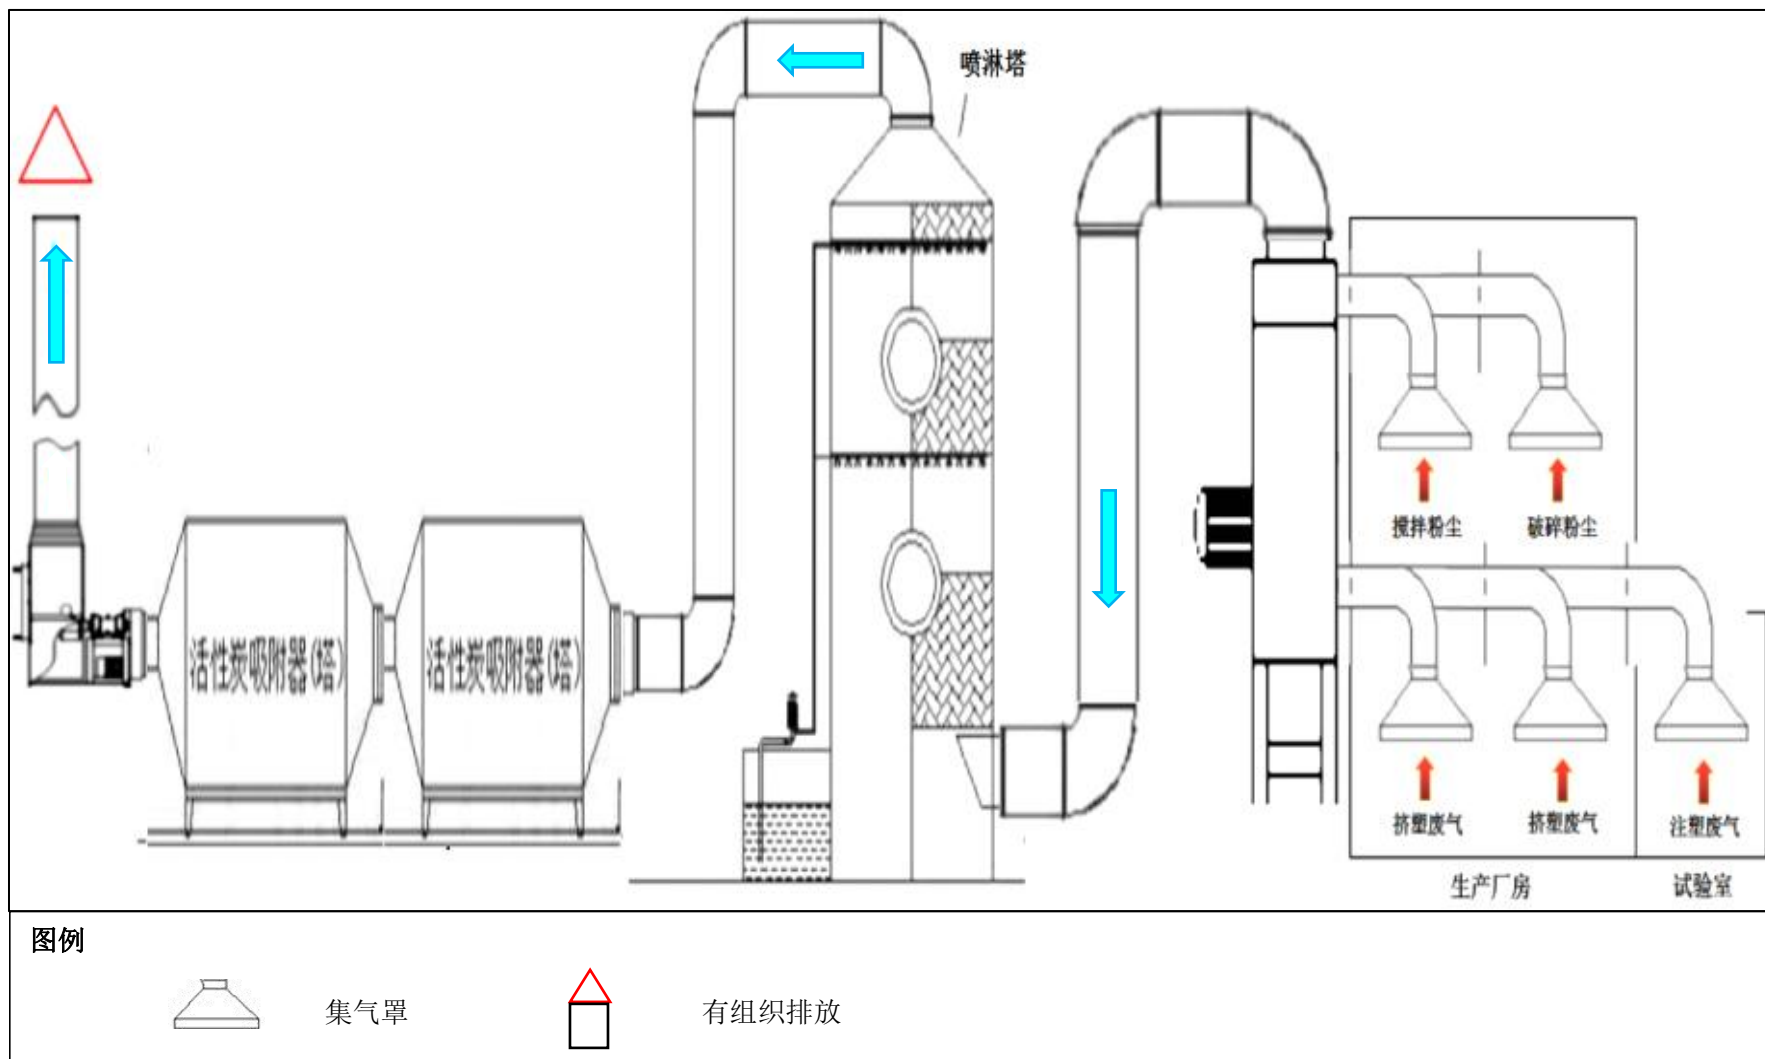 喷淋塔
搅拌粉尘
破碎粉尘
活性炭吸附器(塔)
活性炭吸附器(塔)
挤塑废气
挤塑废气
注塑废气
生产厂房
试验室
图例
集气罩
有组织排放